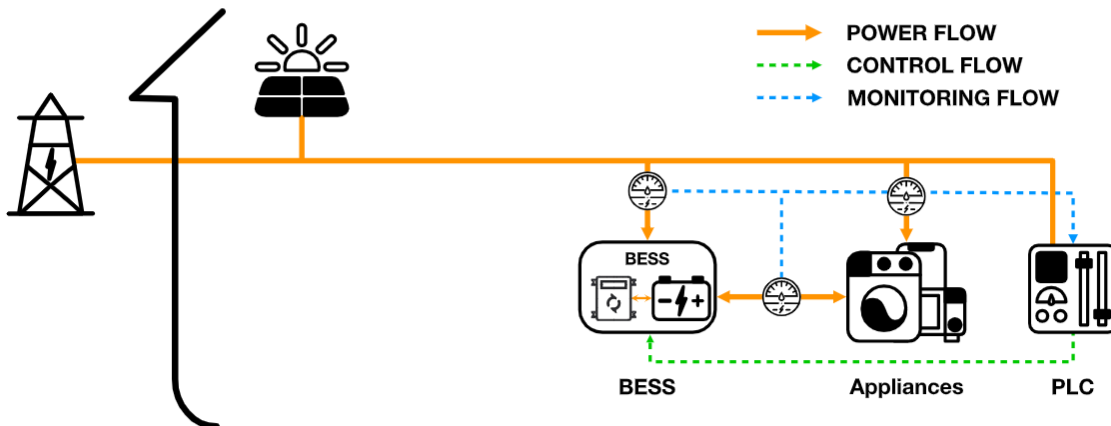 POWER FLOW
CONTROL FLOW
MONITORING FLOW
BESS
BESS
Appliances
PLC